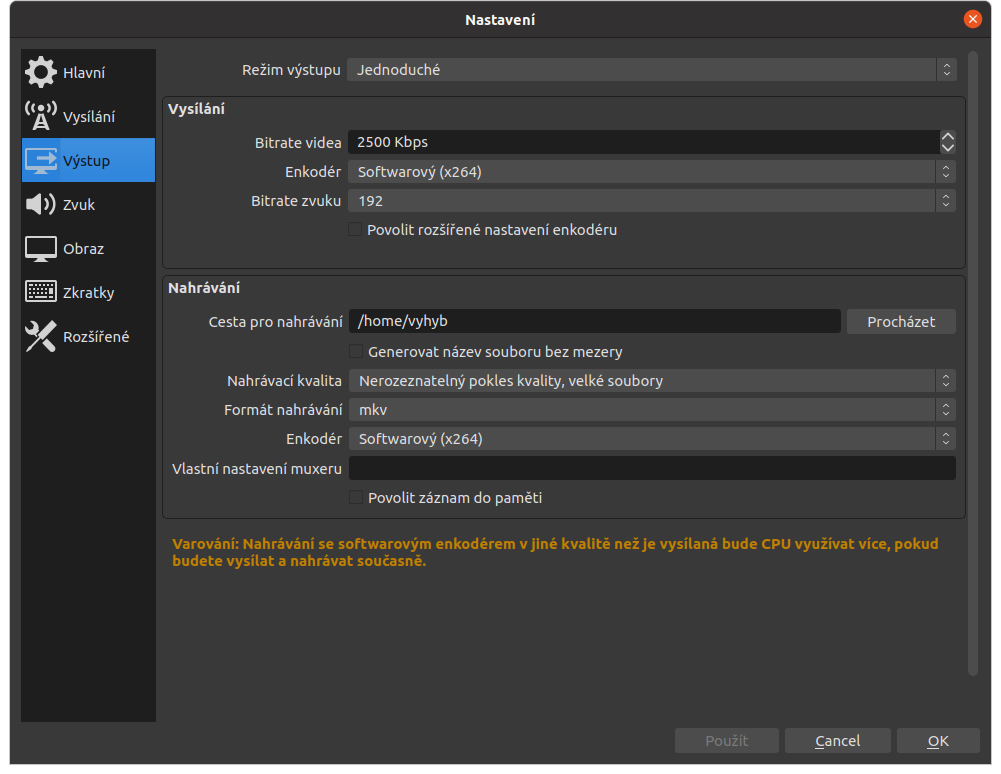 Nastavení
Hlavní
Vysílání
Výstup
Zvuk
Obraz
Zkratky
Rozšířené
Režim výstupu Jednoduché
Vysílání
Bitrate videa 2500 Kbps
Enkodér Softwarový (x264)
Bitrate zvuku 192
Povolit rozšířené nastavení enkodéru
Nahrávání
Cesta pro nahrávání /home/vyhyb Procházet
Generovat název souboru bez mezery
Nahrávací kvalita Nerozeznatelný pokles kvality, velké soubory
Formát nahrávání mkv
Enkodér Softwarový (x264)
Vlastní nastavení muxeru
Povolit záznam do paměti
Varování: Nahrávání se softwarovým enkodérem v jiné kvalitě než je vysílaná bude CPU využívat více, pokud
budete vysílat a nahrávat současně.
Použít Cancel OK